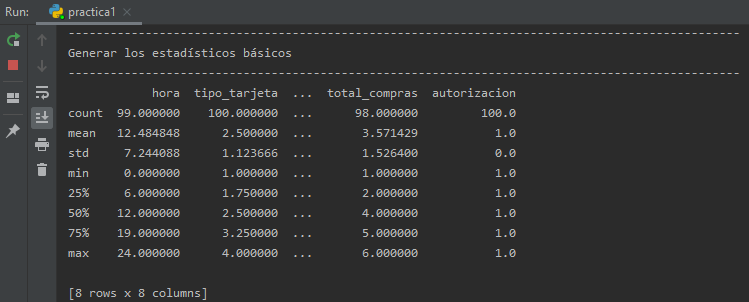 Run: practica1
--------------------------------------------------------------------------------------------
Generar los estadísticos básicos
--------------------------------------------------------------------------------------------
hora tipo_tarjeta ... total_compras autorizacion
count 99.000000 100.000000 ... 98.000000 100.0
mean 12.484848 2.500000 ... 3.571429 1.0
std 7.244088 1.123666 ... 1.526400 0.0
min 0.000000 1.000000 ... 1.000000 1.0
25% 6.000000 1.750000 ... 2.000000 1.0
50% 12.000000 2.500000 ... 4.000000 1.0
75% 19.000000 3.250000 ... 5.000000 1.0
max 24.000000 4.000000 ... 6.000000 1.0
[8 rows x 8 columns]